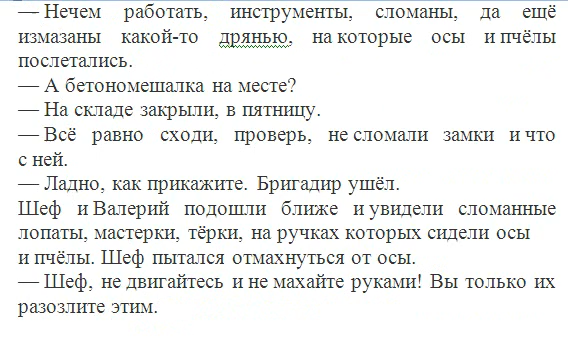 — Нечем работать, инструменты, сломаны, да ещё
измазаны какой-то дрянью, на которые осы и пчёлы
послетались.
— А бетономешалка на месте?
— На складе закрыли, в пятницу.
— Всё равно сходи, проверь, не сломали замки и что
с ней.
— Ладно, как прикажите. Бригадир ушёл.
Шеф и Валерий подошли ближе и увидели сломанные
лопаты, мастерки, тёрки, на ручках которых сидели осы
и пчёлы. Шеф пытался отмахнуться от осы.
— Шеф, не двигайтесь и не махайте руками! Вы только их
разозлите этим.